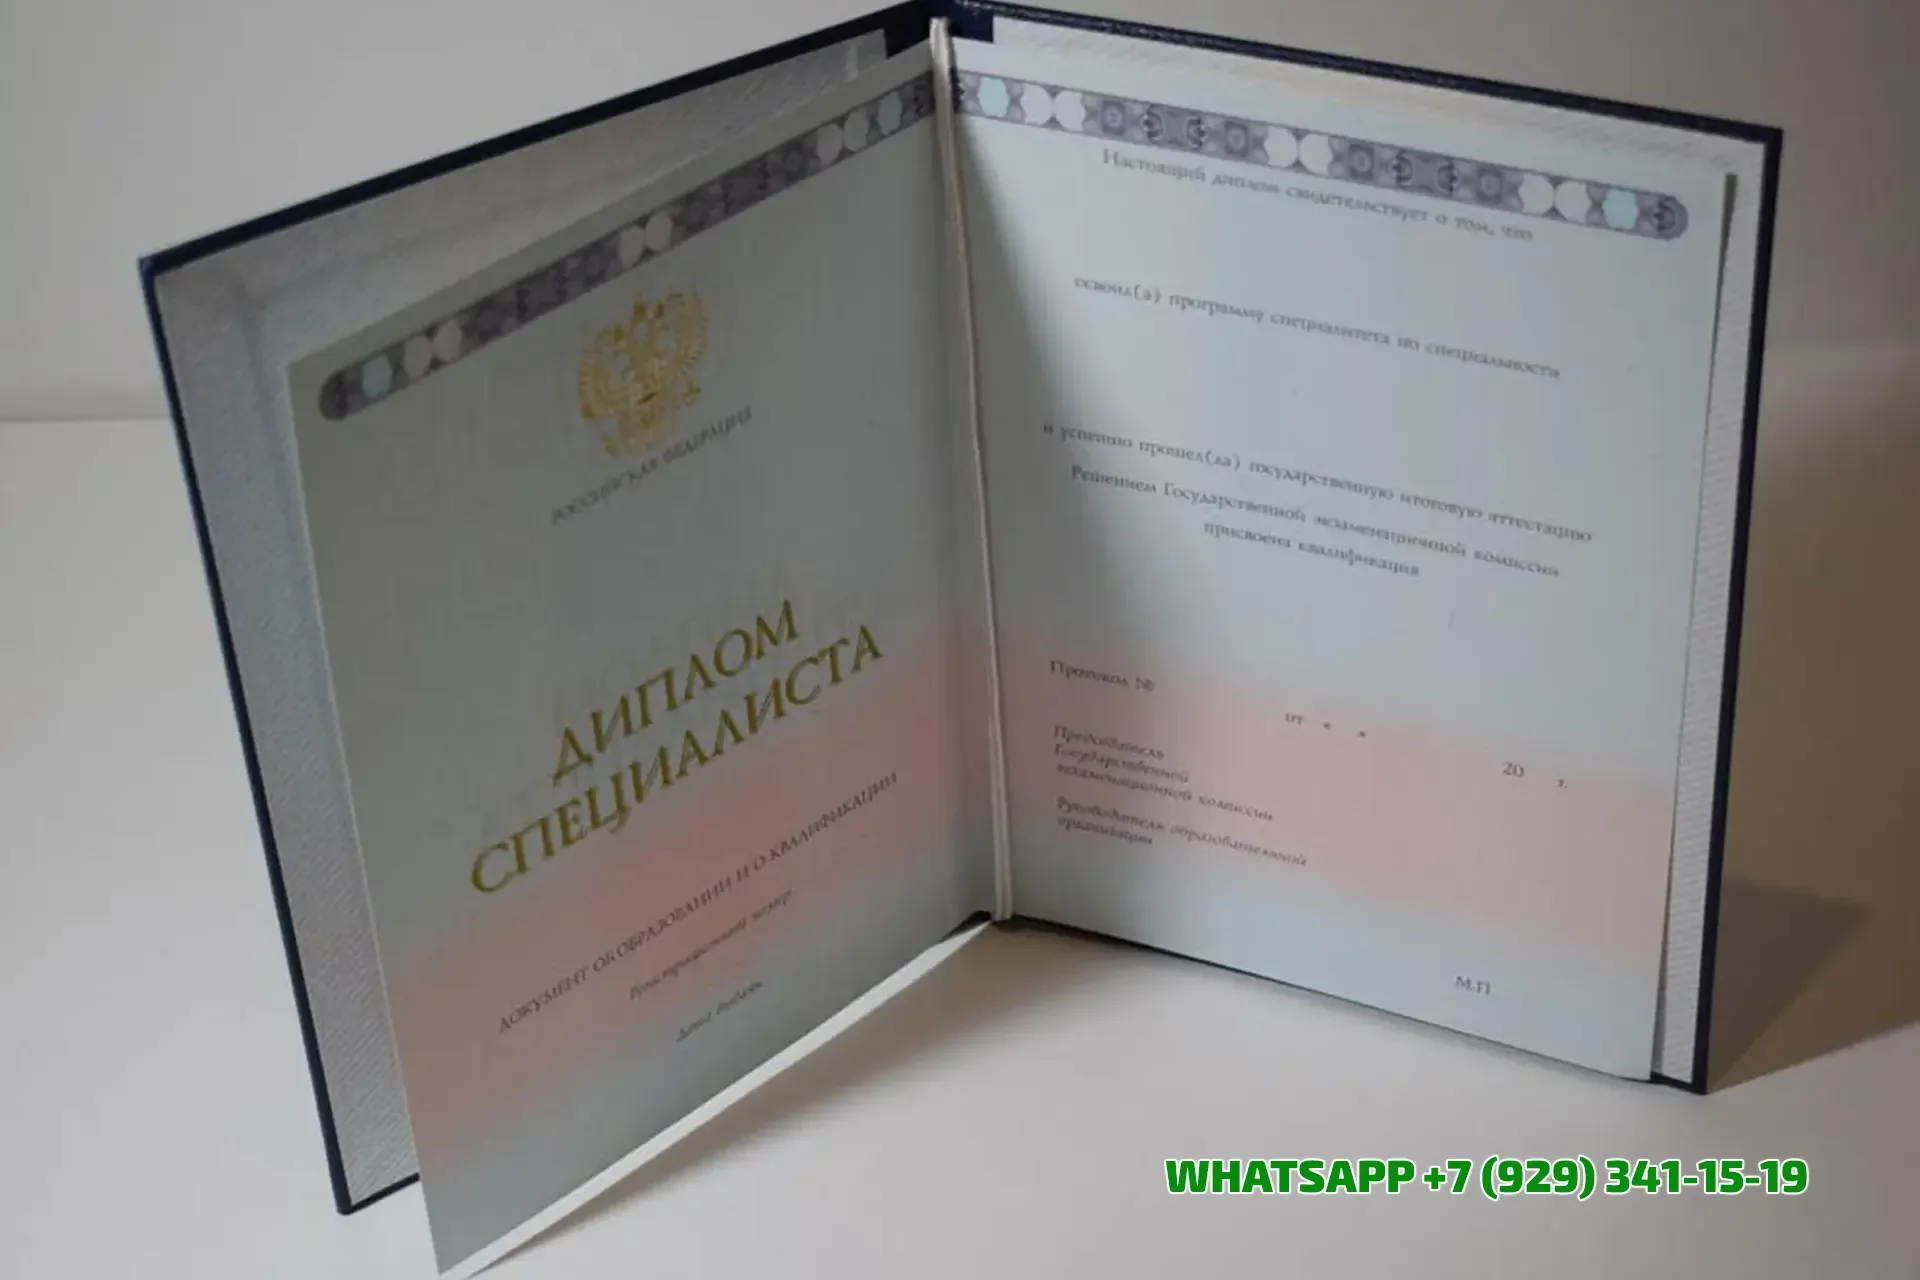 РОССИЙСКАЯ ФЕДЕРАЦИЯ
ДИПЛОМ
СПЕЦИАЛИСТА
ДОКУМЕНТ ОБ ОБРАЗОВАНИИ И О КВАЛИФИКАЦИИ
Регистрационный номер
Дата выдачи
Настоящий диплом свидетельствует о том, что
освоил(а) программу специалитета по специальности
и успешно прошел(ла) государственную итоговую аттестацию
Решением Государственной экзаменационной комиссии
присвоена квалификация
Протокол №
от « » 20 г.
Председатель
Государственной
экзаменационной комиссии
Руководитель образовательной
организации
М.П.
WHATSAPP +7 (929) 341-15-19